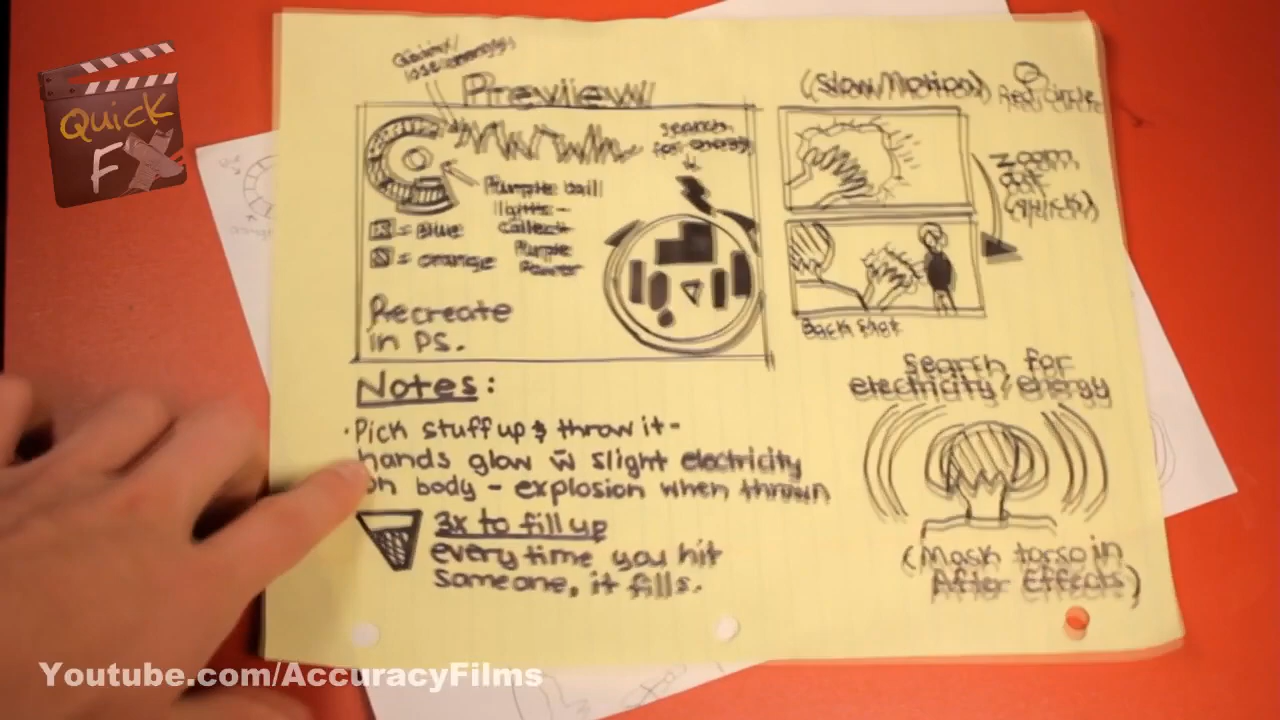 Quick
FX
Gain x/
lose energy
Preview
search
for energy
Purple ball
lights -
collect
Purple
Power
= Blue
= orange
Recreate
in PS.
(Slow Motion)
Red Circle
Zoom
out
(quick)
Back Shot
Notes:
·Pick stuff up & throw it-
hands glow w̄ slight electricity
on body - explosion when thrown
3x to fill up
every time you hit
someone, it fills.
Search for
electricity/energy
(Mask torso in
After Effects)
Youtube.com/AccuracyFilms